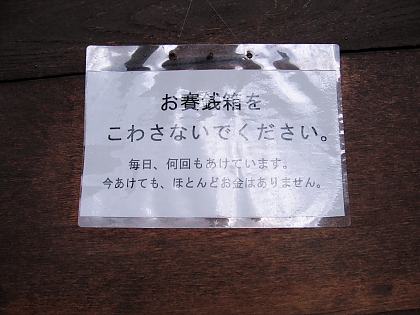 お賽銭箱を
こわさないでください。
毎日、何回もあけています。
今あけても、ほとんどお金はありません。